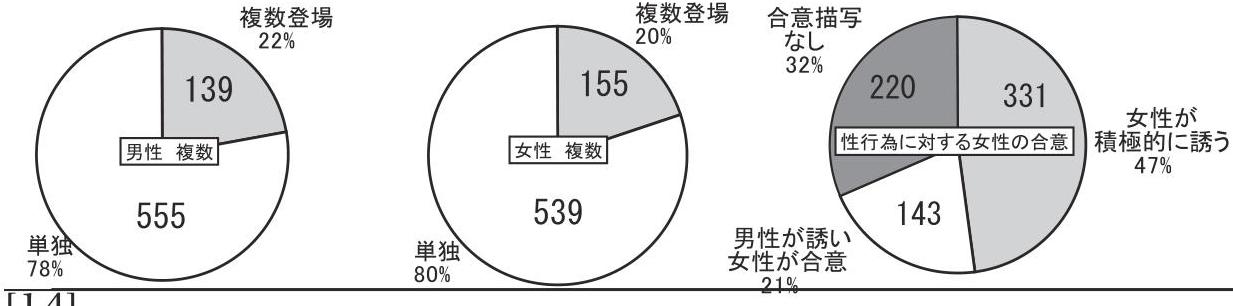 複数登場
22%
139
男性 複数
555
単独
78%
複数登場
20%
155
女性 複数
539
単独
80%
合意描写
なし
32%
220
331
性行為に対する女性の合意
女性が
積極的に誘う
47%
143
男性が誘い
女性が合意
21%